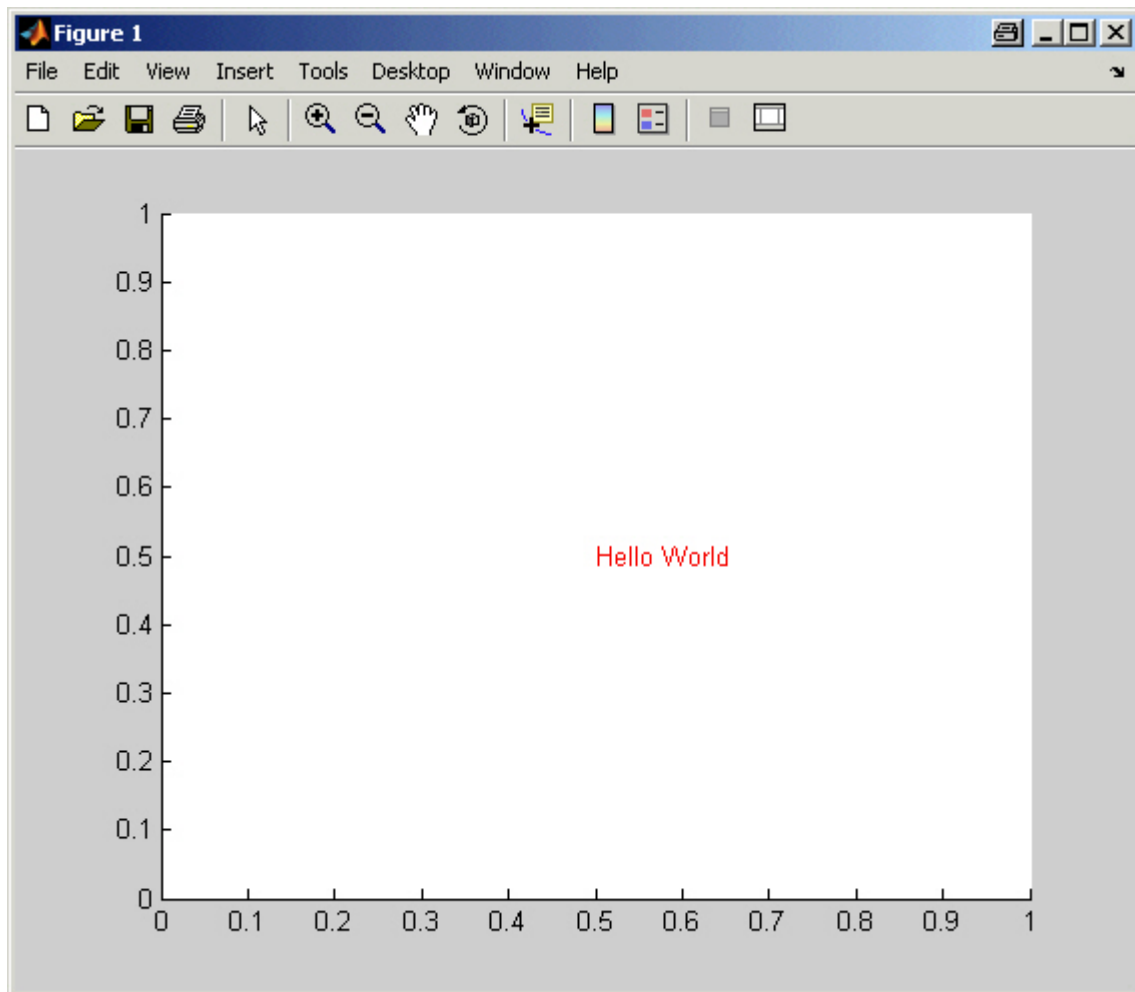 Figure 1
File Edit View Insert Tools Desktop Window Help
1
0.9
0.8
0.7
0.6
0.5 Hello World
0.4
0.3
0.2
0.1
0
0 0.1 0.2 0.3 0.4 0.5 0.6 0.7 0.8 0.9 1